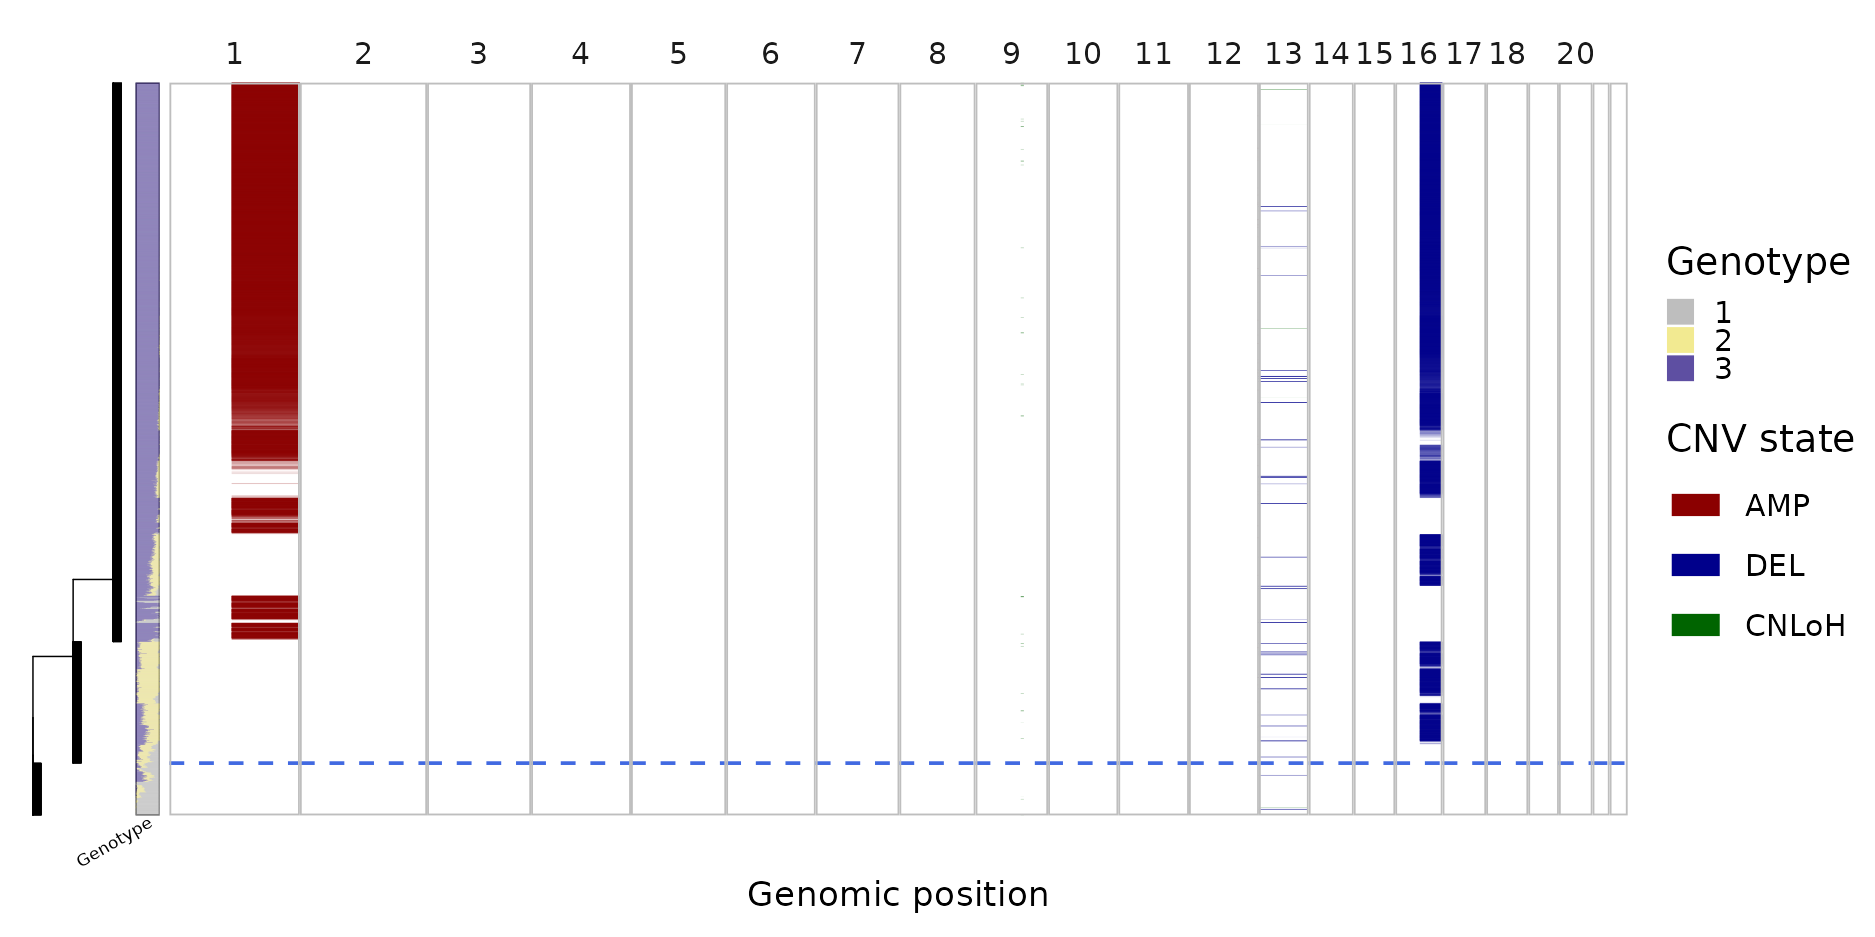 1 2 3 4 5 6 7 8 9 10 11 12 13 14 15 16 17 18 20
Genotype
1
2
3
CNV state
AMP
DEL
CNLoH
Genotype
Genomic position